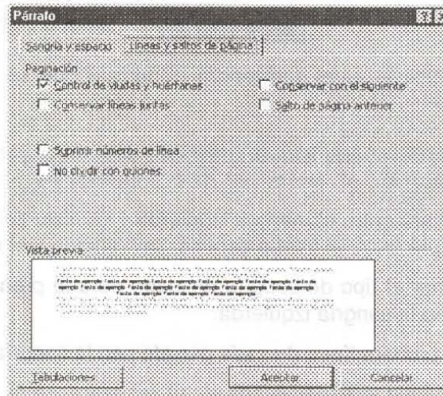 Párrafo
Sangría y espacio Líneas y saltos de página
Paginación
Control de viudas y huérfanas Conservar con el siguiente
Conservar líneas juntas Salto de página anterior
Suprimir números de línea
No dividir con guiones
Vista previa
Tabulaciones Aceptar Cancelar